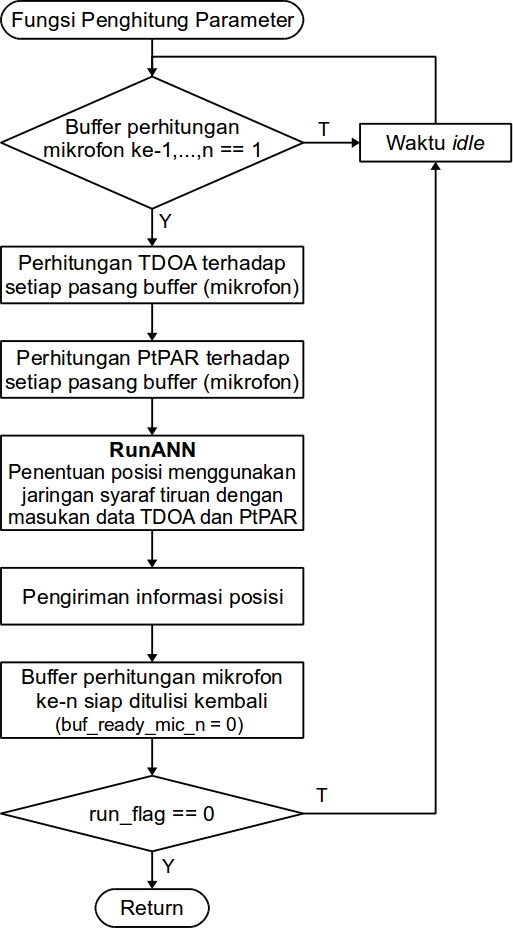 Fungsi Penghitung Parameter
Buffer perhitungan
mikrofon ke-1,...,n == 1
T
Waktu idle
Y
Perhitungan TDOA terhadap
setiap pasang buffer (mikrofon)
Perhitungan PtPAR terhadap
setiap pasang buffer (mikrofon)
RunANN
Penentuan posisi menggunakan
jaringan syaraf tiruan dengan
masukan data TDOA dan PtPAR
Pengiriman informasi posisi
Buffer perhitungan mikrofon
ke-n siap ditulisi kembali
(buf_ready_mic_n = 0)
run_flag == 0
T
Y
Return